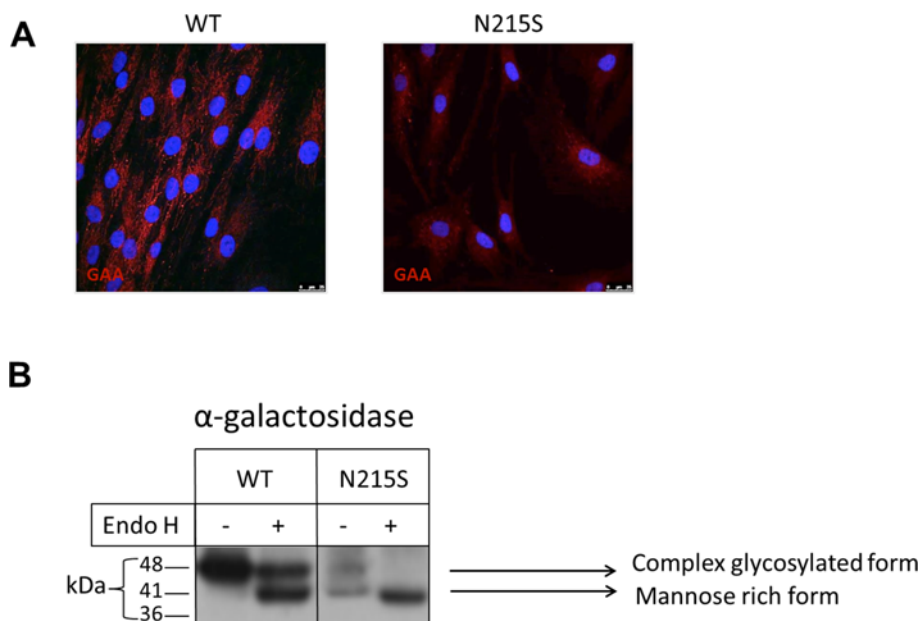 A
WT
N215S
GAA
GAA
B
α-galactosidase
WT
N215S
Endo H
-
+
-
+
kDa
48
41
36
Complex glycosylated form
Mannose rich form